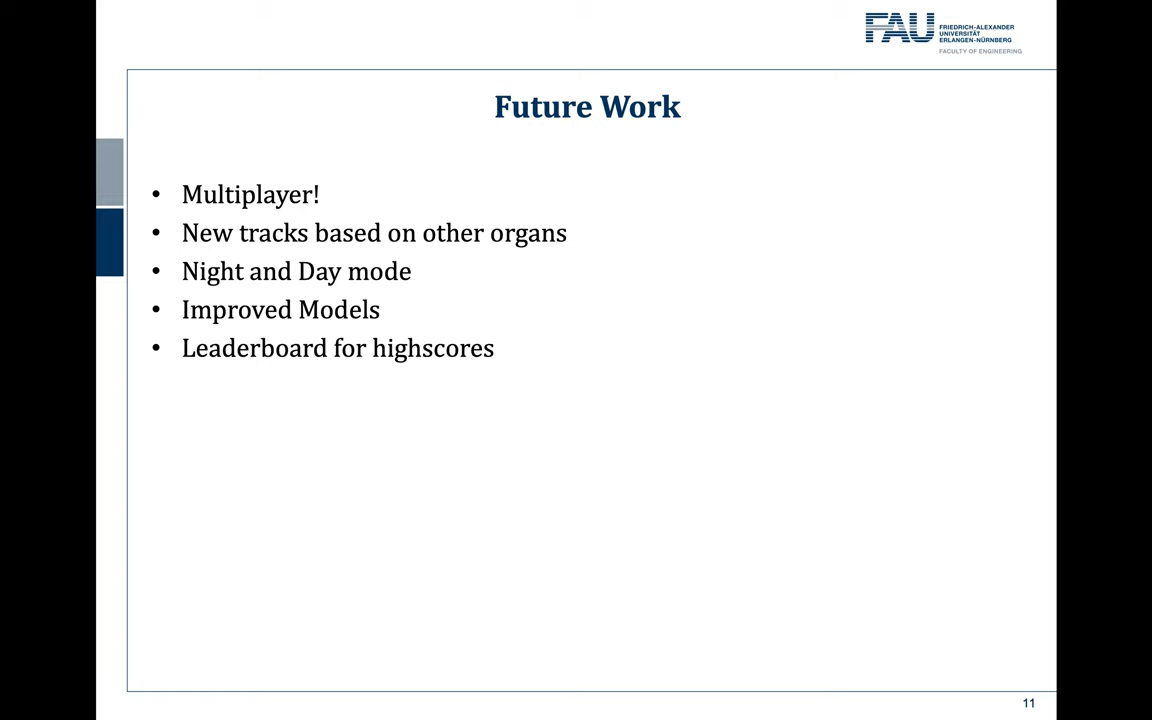 FAU
FRIEDRICH-ALEXANDER
UNIVERSITÄT
ERLANGEN-NÜRNBERG
FACULTY OF ENGINEERING
Future Work
• Multiplayer!
• New tracks based on other organs
• Night and Day mode
• Improved Models
• Leaderboard for highscores
11